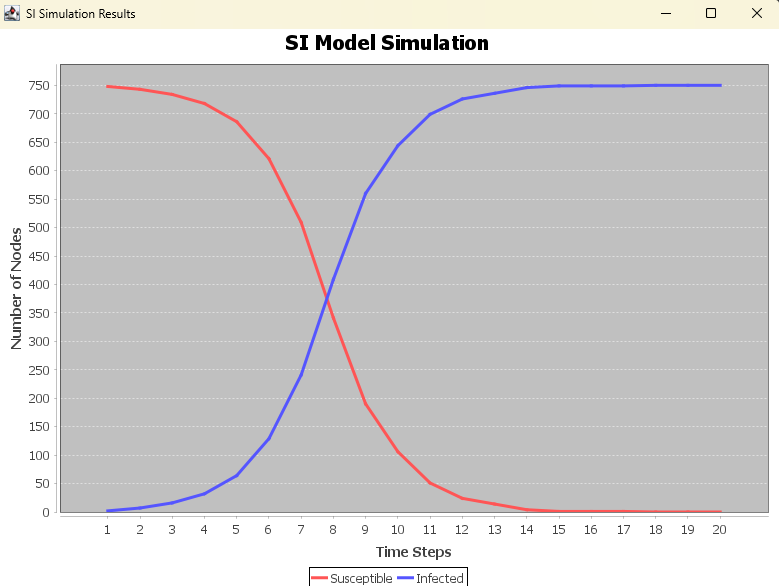 SI Simulation Results
SI Model Simulation
Number of Nodes
750
700
650
600
550
500
450
400
350
300
250
200
150
100
50
0
1 2 3 4 5 6 7 8 9 10 11 12 13 14 15 16 17 18 19 20
Time Steps
Susceptible Infected